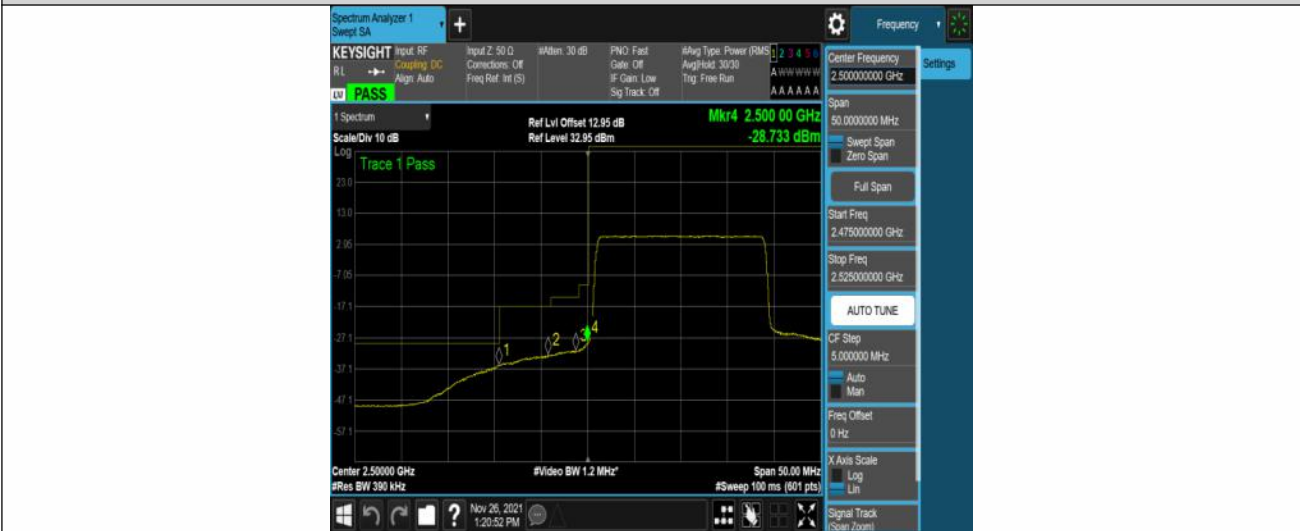 Spectrum Analyzer 1
Swept SA
+
Frequency
KEYSIGHT
RL
LXI
PASS
Input: RF
Coupling: DC
Align: Auto
Input Z: 50 Ω
Corrections: Off
Freq Ref: Int (S)
#Atten: 30 dB
PNO: Fast
Gate: Off
IF Gain: Low
Sig Track: Off
#Avg Type: Power (RMS
Avg|Hold: 30/30
Trig: Free Run
1 2 3 4 5 6
A W W W W W
A A A A A A
1 Spectrum
Scale/Div 10 dB
Ref Lvl Offset 12.95 dB
Ref Level 32.95 dBm
Mkr4 2.500 00 GHz
-28.733 dBm
Log
Trace 1 Pass
23.0
13.0
2.95
-7.05
-17.1
-27.1
-37.1
-47.1
-57.1
1
2
3
4
Center 2.50000 GHz
#Res BW 390 kHz
#Video BW 1.2 MHz*
Span 50.00 MHz
#Sweep 100 ms (601 pts)
?
Nov 26, 2021
1:20:52 PM
Center Frequency
2.500000000 GHz
Settings
Span
50.0000000 MHz
Swept Span
Zero Span
Full Span
Start Freq
2.475000000 GHz
Stop Freq
2.525000000 GHz
AUTO TUNE
CF Step
5.000000 MHz
Auto
Man
Freq Offset
0 Hz
X Axis Scale
Log
Lin
Signal Track
(Span Zoom)